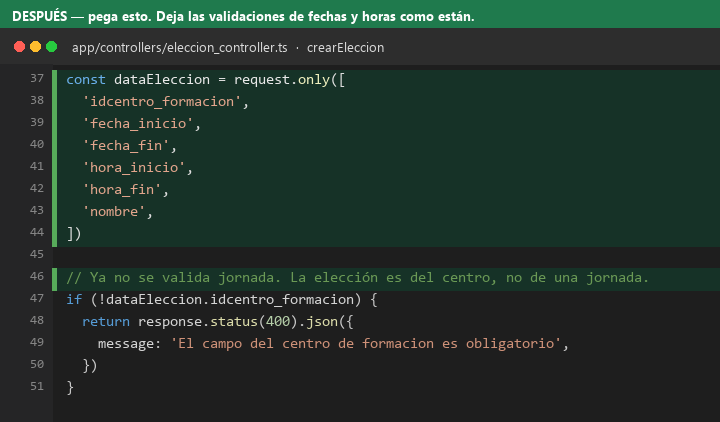 DESPUÉS — pega esto. Deja las validaciones de fechas y horas como están.
app/controllers/eleccion_controller.ts · crearEleccion
37 const dataEleccion = request.only([
38 'idcentro_formacion',
39 'fecha_inicio',
40 'fecha_fin',
41 'hora_inicio',
42 'hora_fin',
43 'nombre',
44 ])
45
46 // Ya no se valida jornada. La elección es del centro, no de una jornada.
47 if (!dataEleccion.idcentro_formacion) {
48 return response.status(400).json({
49 message: 'El campo del centro de formacion es obligatorio',
50 })
51 }